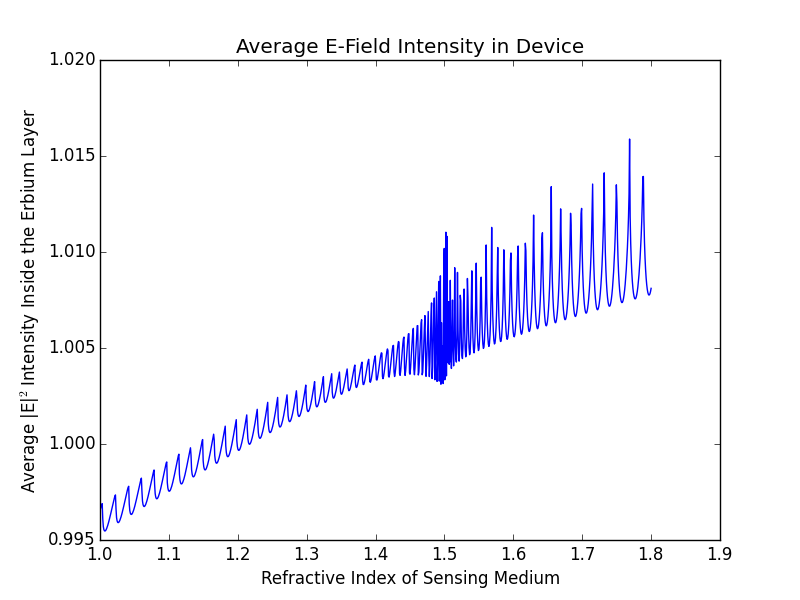 Average E-Field Intensity in Device
Average |E|² Intensity Inside the Erbium Layer
1.020
1.015
1.010
1.005
1.000
0.995
1.0 1.1 1.2 1.3 1.4 1.5 1.6 1.7 1.8 1.9
Refractive Index of Sensing Medium